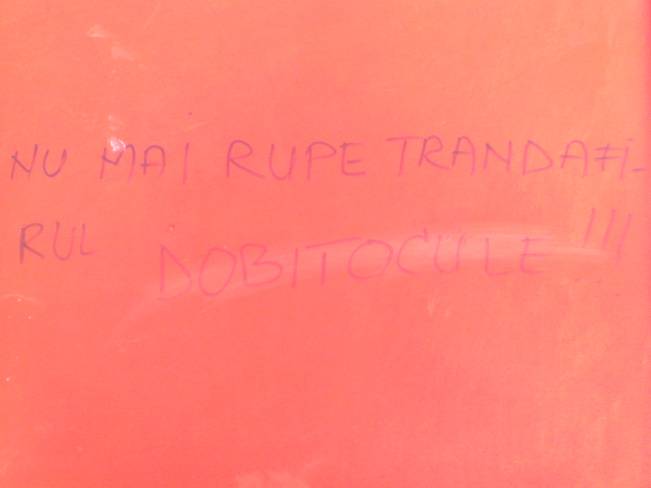 NU MAI RUPE TRANDAFI-
RUL DOBITOCULE !!!